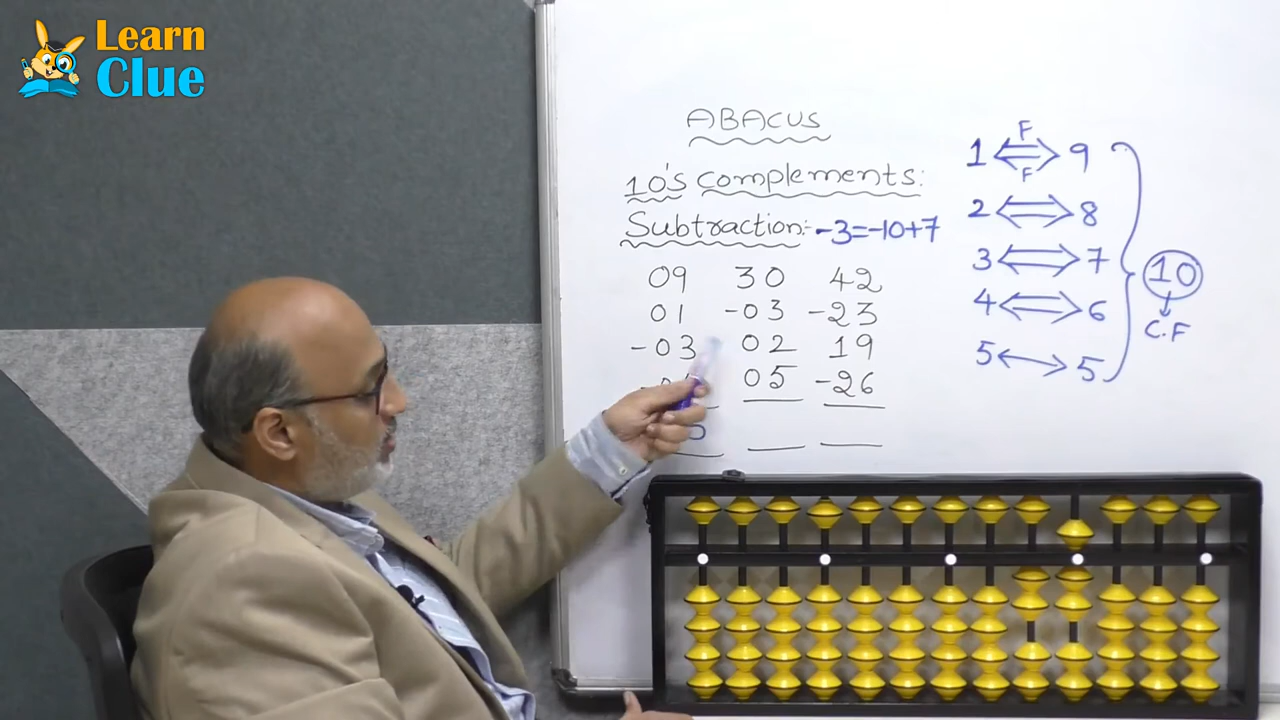 Learn
Clue
ABACUS
10's complements:
Subtraction:- -3=-10+7
09 30 42
01 -03 -23
-03 02 19
05 -26
0
F
1 9
F
2 8
3 7
4 6
5 5
10
C.F